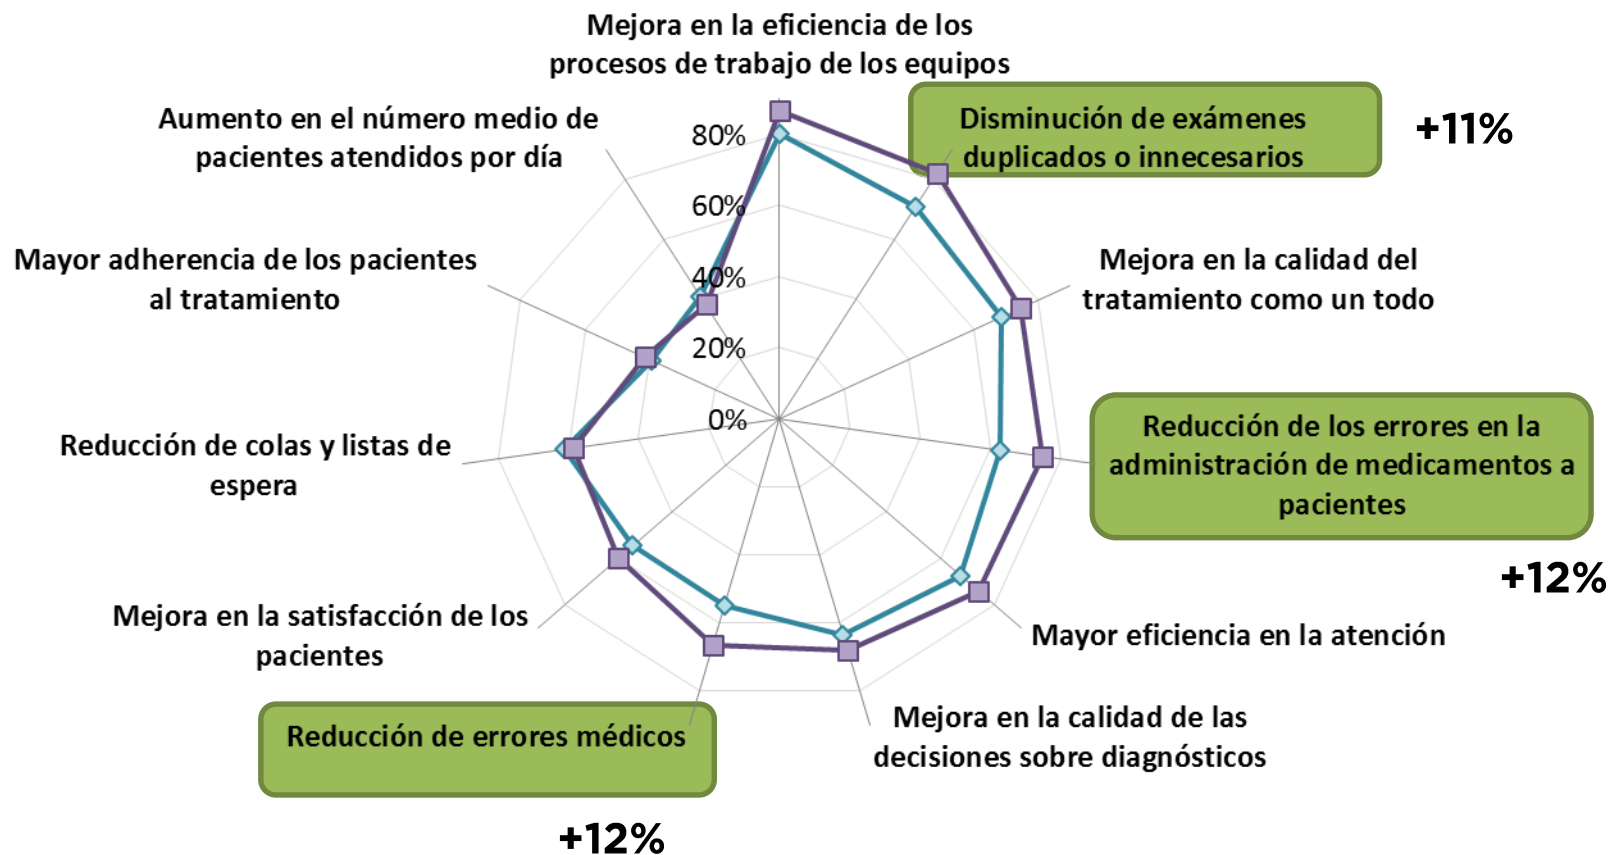 Mejora en la eficiencia de los
procesos de trabajo de los equipos
Disminución de exámenes
duplicados o innecesarios
+11%
Mejora en la calidad del
tratamiento como un todo
Reducción de los errores en la
administración de medicamentos a
pacientes
+12%
Mayor eficiencia en la atención
Mejora en la calidad de las
decisiones sobre diagnósticos
Reducción de errores médicos
+12%
Mejora en la satisfacción de los
pacientes
Reducción de colas y listas de
espera
Mayor adherencia de los pacientes
al tratamiento
Aumento en el número medio de
pacientes atendidos por día
80%
60%
40%
20%
0%